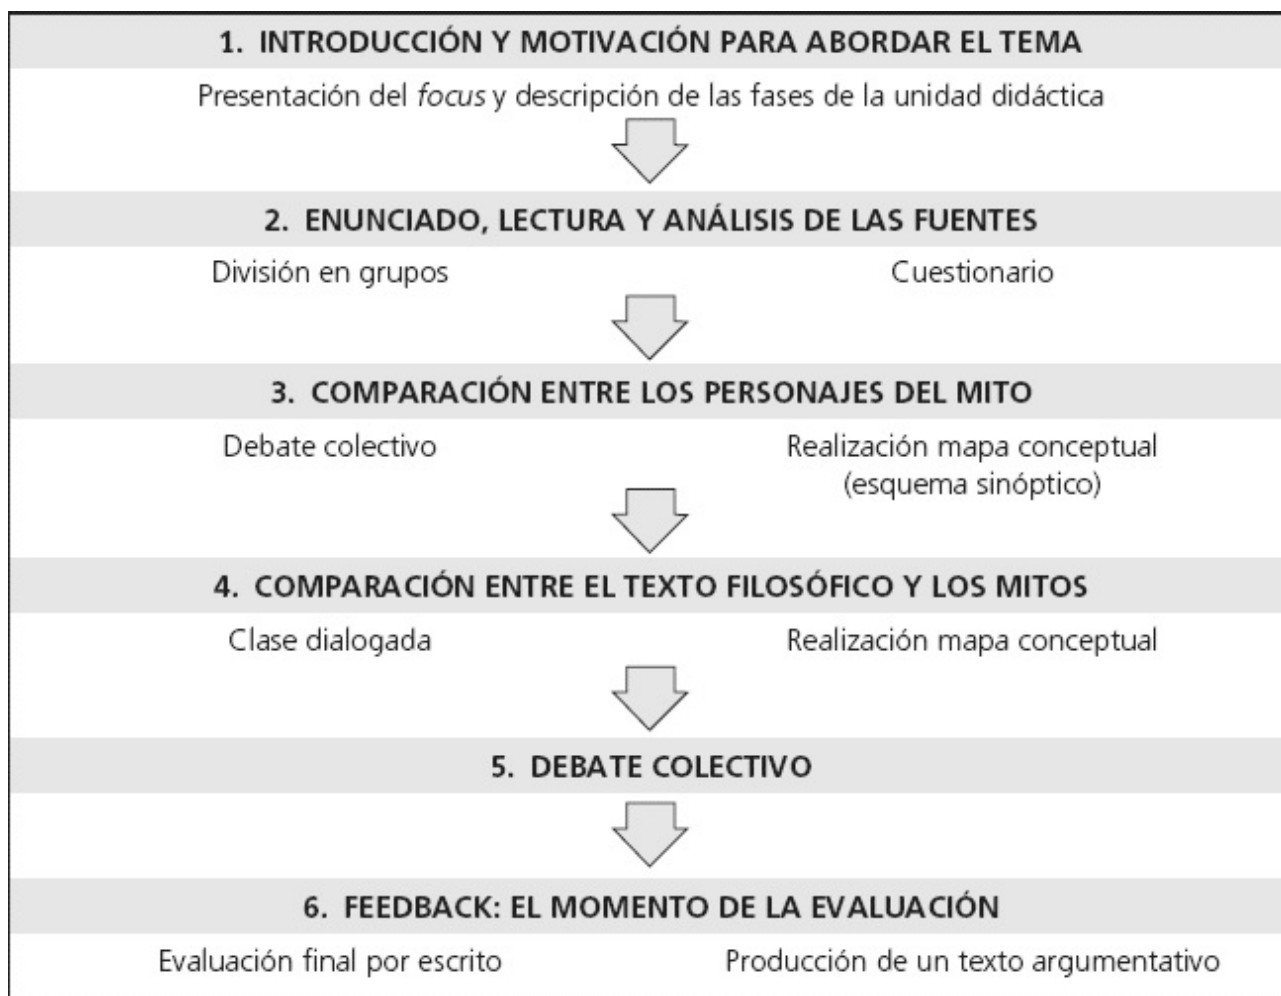 1. INTRODUCCIÓN Y MOTIVACIÓN PARA ABORDAR EL TEMA
Presentación del focus y descripción de las fases de la unidad didáctica
2. ENUNCIADO, LECTURA Y ANÁLISIS DE LAS FUENTES
División en grupos
Cuestionario
3. COMPARACIÓN ENTRE LOS PERSONAJES DEL MITO
Debate colectivo
Realización mapa conceptual
(esquema sinóptico)
4. COMPARACIÓN ENTRE EL TEXTO FILOSÓFICO Y LOS MITOS
Clase dialogada
Realización mapa conceptual
5. DEBATE COLECTIVO
6. FEEDBACK: EL MOMENTO DE LA EVALUACIÓN
Evaluación final por escrito
Producción de un texto argumentativo